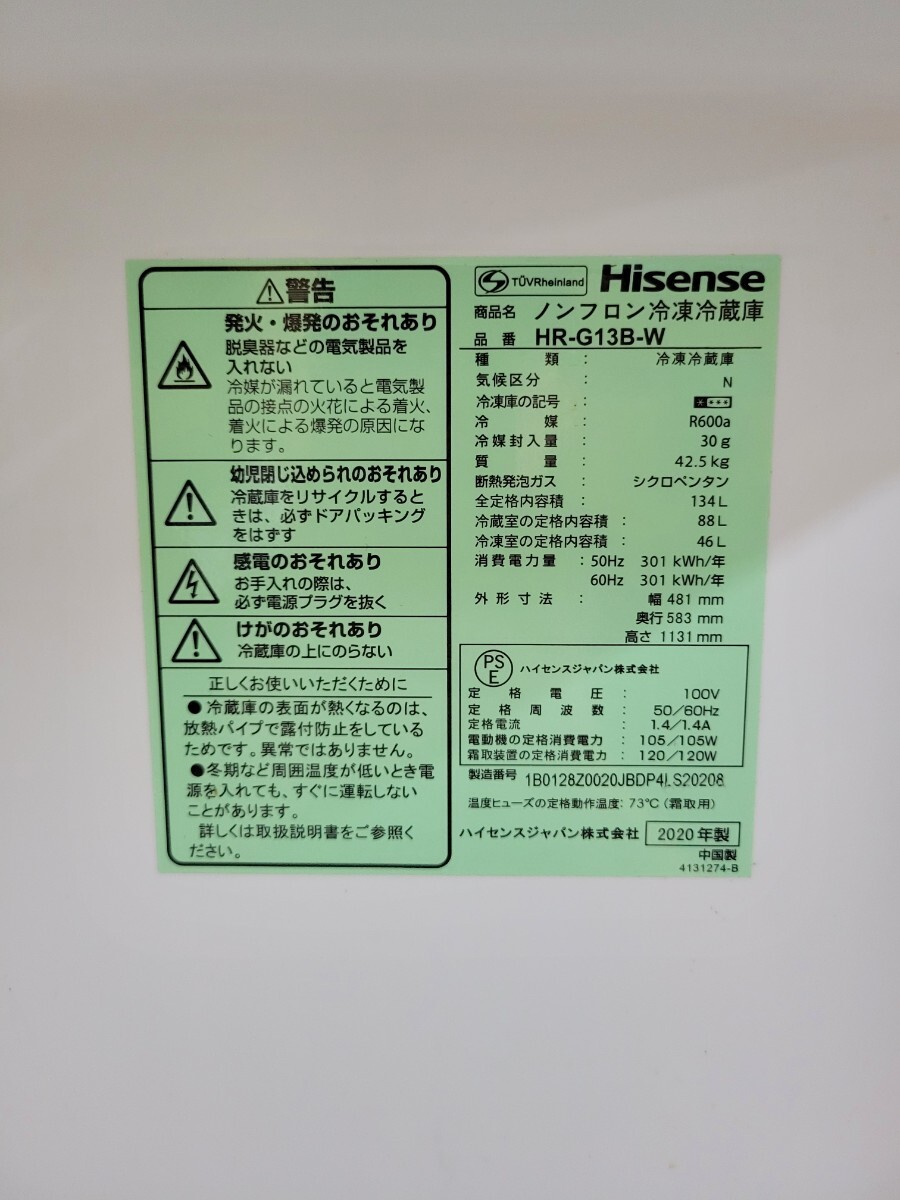 ⚠警告
発火・爆発のおそれあり
脱臭器などの電気製品を
入れない
冷媒が漏れていると電気製
品の接点の火花による着火、
着火による爆発の原因にな
ります。
幼児閉じ込められのおそれあり
冷蔵庫をリサイクルすると
きは、必ずドアパッキング
をはずす
感電のおそれあり
お手入れの際は、
必ず電源プラグを抜く
けがのおそれあり
冷蔵庫の上にのらない
正しくお使いいただくために
●冷蔵庫の表面が熱くなるのは、
放熱パイプで露付防止をしている
ためです。異常ではありません。
●冬期など周囲温度が低いとき電
源を入れても、すぐに運転しない
ことがあります。
詳しくは取扱説明書をご参照く
ださい。
TÜVRheinland Hisense
商品名 ノンフロン冷凍冷蔵庫
品番 HR-G13B-W
種類 : 冷凍冷蔵庫
気候区分 : N
冷凍庫の記号 : * ***
冷媒 : R600a
冷媒封入量 : 30g
質量 : 42.5kg
断熱発泡ガス : シクロペンタン
全定格内容積 : 134L
冷蔵室の定格内容積 : 88L
冷凍室の定格内容積 : 46L
消費電力量 : 50Hz 301 kWh/年
60Hz 301 kWh/年
外形寸法 : 幅 481 mm
奥行 583 mm
高さ 1131mm
PSE ハイセンスジャパン株式会社
定格電圧 : 100V
定格周波数 : 50/60Hz
定格電流 : 1.4/1.4A
電動機の定格消費電力 : 105/105W
霜取装置の定格消費電力 : 120/120W
製造番号 1B0128Z0020JBDP4LS20208
温度ヒューズの定格動作温度: 73℃(霜取用)
ハイセンスジャパン株式会社 2020年製
中国製
4131274-B